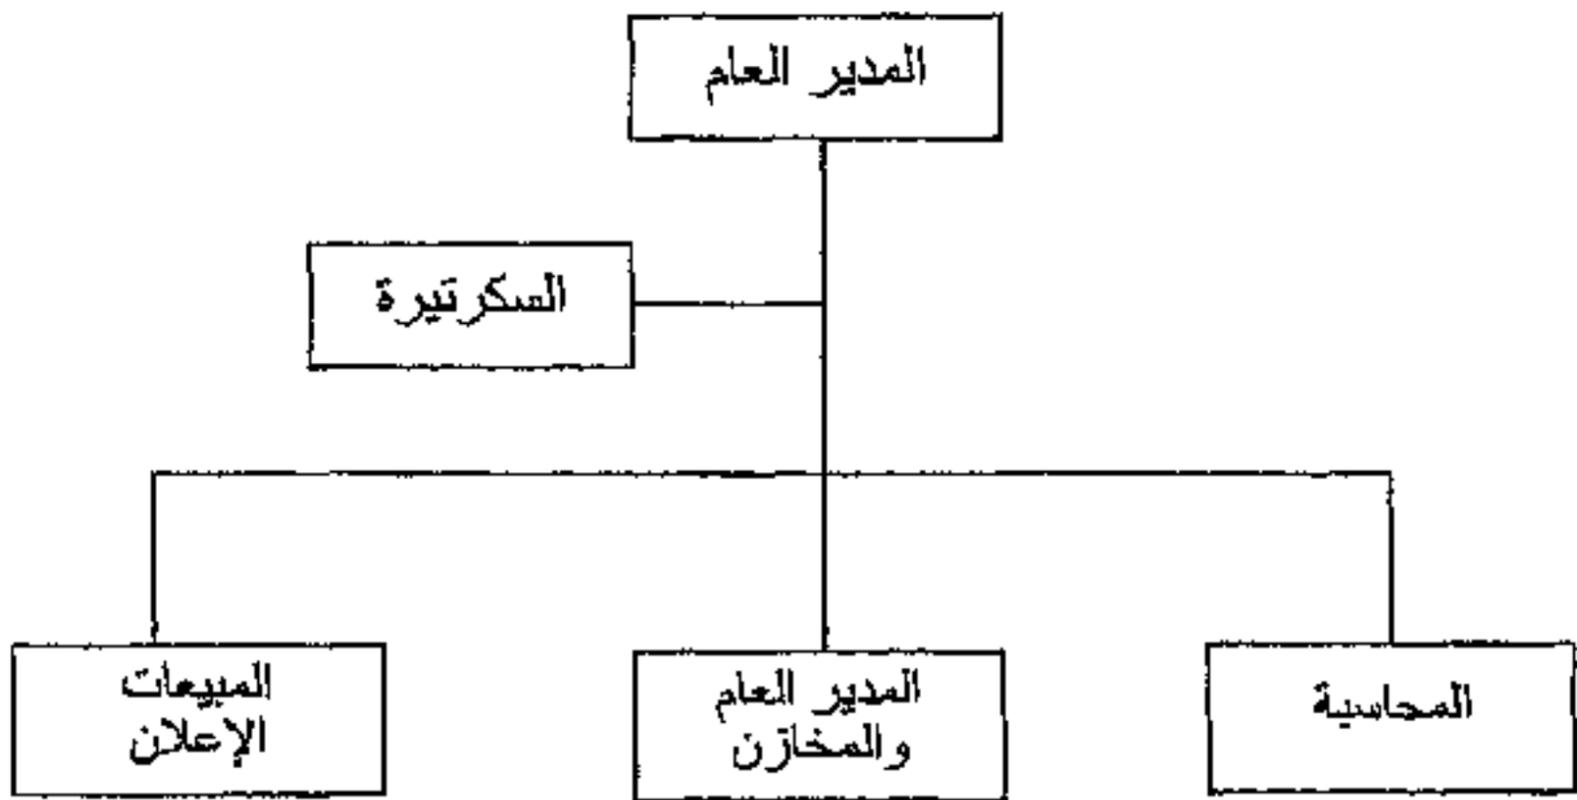 المدير العام
السكرتيرة
المحاسبة
المدير العام
والمخازن
المبيعات
الإعلان